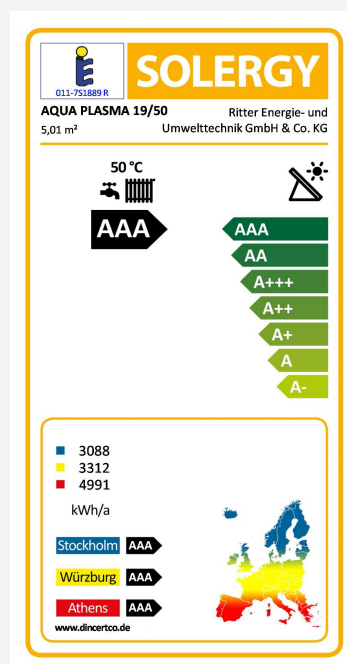 SOLERGY
011-7S1889 R
AQUA PLASMA 19/50
5,01 m²
Ritter Energie- und
Umwelttechnik GmbH & Co. KG
50 °C
AAA
AAA
AA
A+++
A++
A+
A
A-
3088
3312
4991
kWh/a
Stockholm AAA
Würzburg AAA
Athens AAA
www.dincertco.de